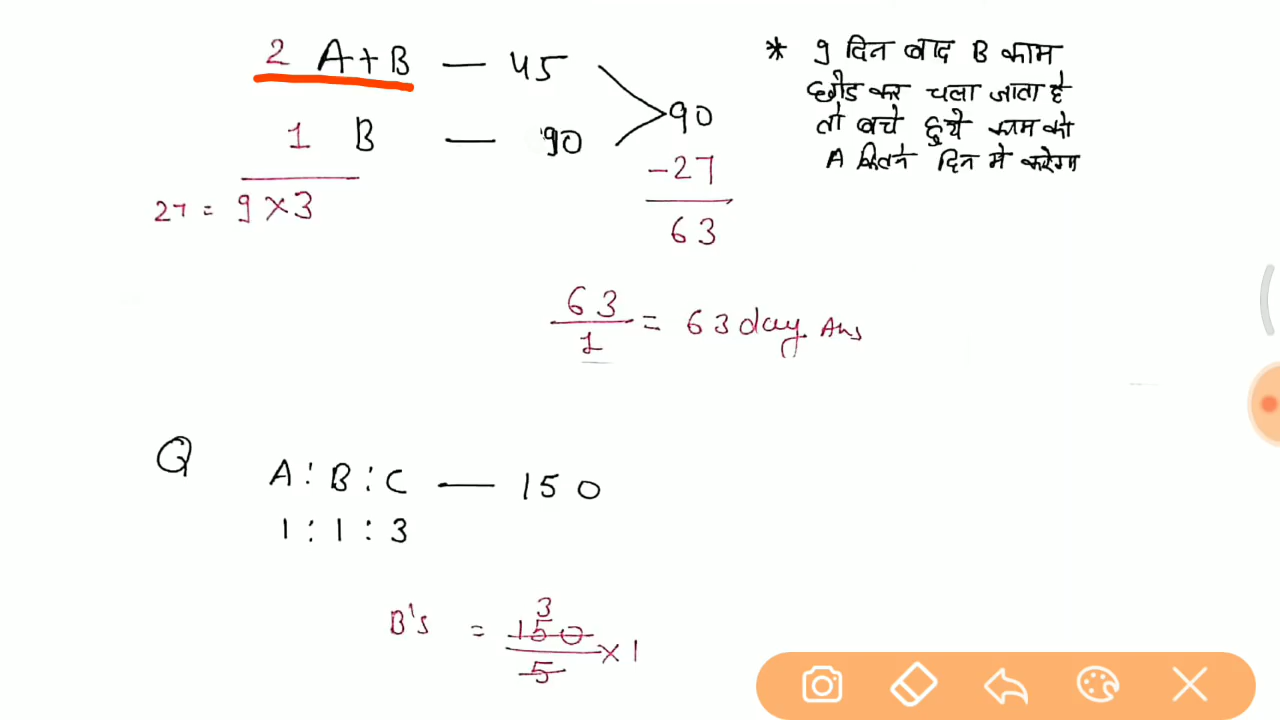 2 A+B — 45
1 B — 90
90
27 = 9×3
-27
63
* 9 दिन बाद B काम
छोड कर चला जाता है
तो बचे हुये काम को
A कितने दिन मे करेगा
63/1 = 63 day Ans
Q
A : B : C — 150
1 : 1 : 3
B's = 150/5 × 1
3